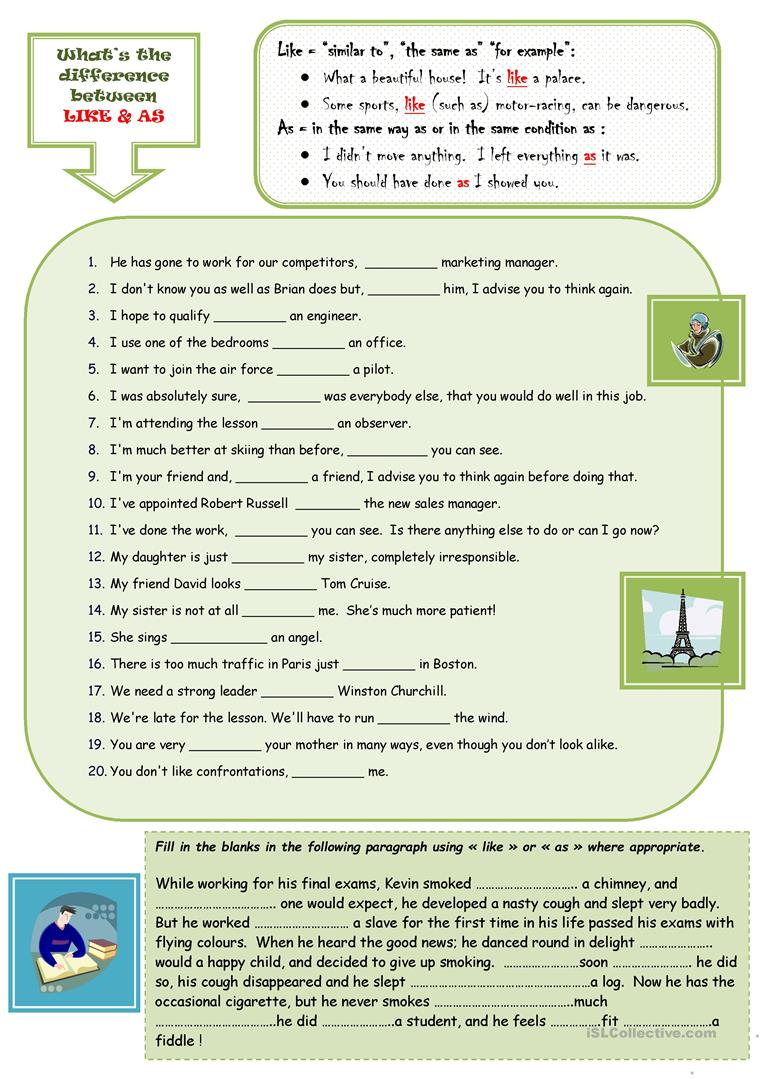 What's the
difference
between
LIKE & AS
Like = "similar to", "the same as" "for example":
• What a beautiful house! It's like a palace.
• Some sports, like (such as) motor-racing, can be dangerous.
As = in the same way as or in the same condition as :
• I didn't move anything. I left everything as it was.
• You should have done as I showed you.
1. He has gone to work for our competitors, _________ marketing manager.
2. I don't know you as well as Brian does but, _________ him, I advise you to think again.
3. I hope to qualify _________ an engineer.
4. I use one of the bedrooms _________ an office.
5. I want to join the air force _________ a pilot.
6. I was absolutely sure, _________ was everybody else, that you would do well in this job.
7. I'm attending the lesson _________ an observer.
8. I'm much better at skiing than before, __________ you can see.
9. I'm your friend and, _________ a friend, I advise you to think again before doing that.
10. I've appointed Robert Russell ________ the new sales manager.
11. I've done the work, _________ you can see. Is there anything else to do or can I go now?
12. My daughter is just _________ my sister, completely irresponsible.
13. My friend David looks _________ Tom Cruise.
14. My sister is not at all _________ me. She's much more patient!
15. She sings ____________ an angel.
16. There is too much traffic in Paris just _________ in Boston.
17. We need a strong leader _________ Winston Churchill.
18. We're late for the lesson. We'll have to run _________ the wind.
19. You are very _________ your mother in many ways, even though you don't look alike.
20. You don't like confrontations, _________ me.
Fill in the blanks in the following paragraph using « like » or « as » where appropriate.
While working for his final exams, Kevin smoked ………………………….. a chimney, and
……………………………….. one would expect, he developed a nasty cough and slept very badly.
But he worked ………………………… a slave for the first time in his life passed his exams with
flying colours. When he heard the good news; he danced round in delight …………………..
would a happy child, and decided to give up smoking. ……………………soon ……………………. he did
so, his cough disappeared and he slept …………………………………………………a log. Now he has the
occasional cigarette, but he never smokes ……………………………………..much
………………………………..he did …………………..a student, and he feels ……………fit ……………………….a
fiddle !
iSLCollective.com